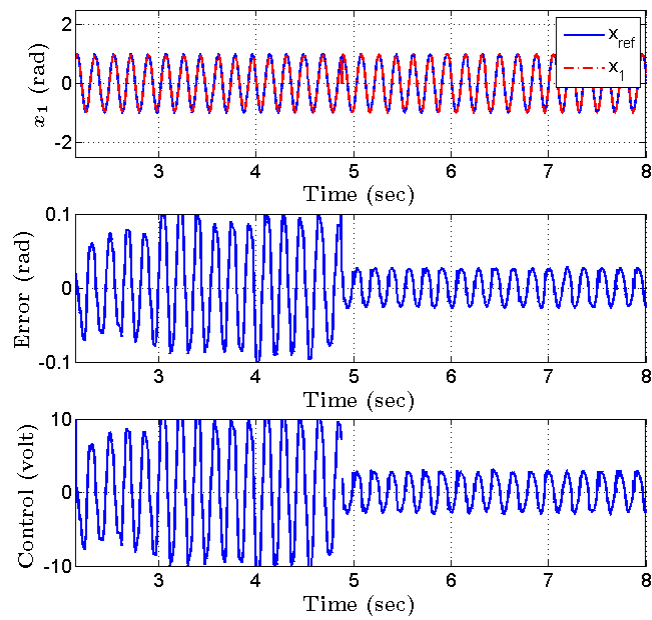 x_ref
x_1
2
0
-2
x_1 (rad)
3 4 5 6 7 8
Time (sec)
0.1
0
-0.1
Error (rad)
3 4 5 6 7 8
Time (sec)
10
0
-10
Control (volt)
3 4 5 6 7 8
Time (sec)